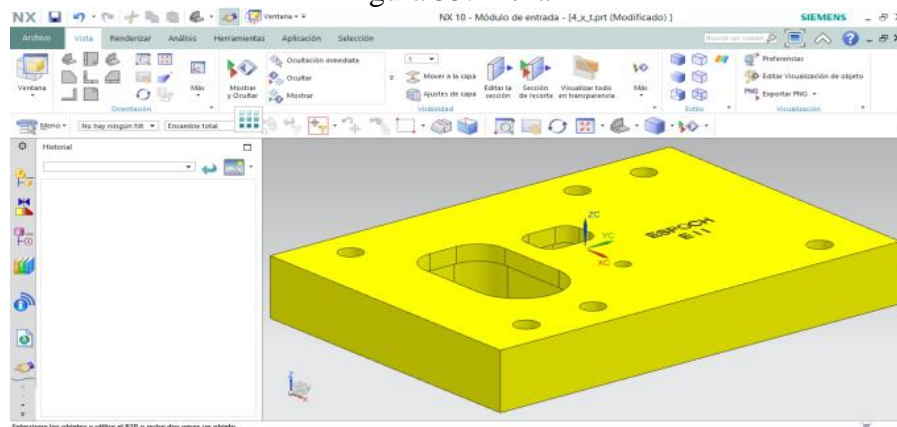 NX
Ventana
NX 10 - Módulo de entrada - [4_x_t.prt (Modificado) ]
SIEMENS
Archivo Vista Renderizar Análisis Herramientas Aplicación Selección
Ventana
Orientación
Más
Mostrar y Ocultar
Ocultación inmediata
Ocultar
Mostrar
1
Mover a la capa
Ajustes de capa
Editar la sección
Sección de recorte
Visualizar todo en transparencia
Más
Visibilidad
Estilo
Preferencias
Editar Visualización de objeto
PNG Exportar PNG
Visualización
Menú
No hay ningún filt
Ensamble total
Historial
ZC
YC
XC
ESPOCH
EII
Z